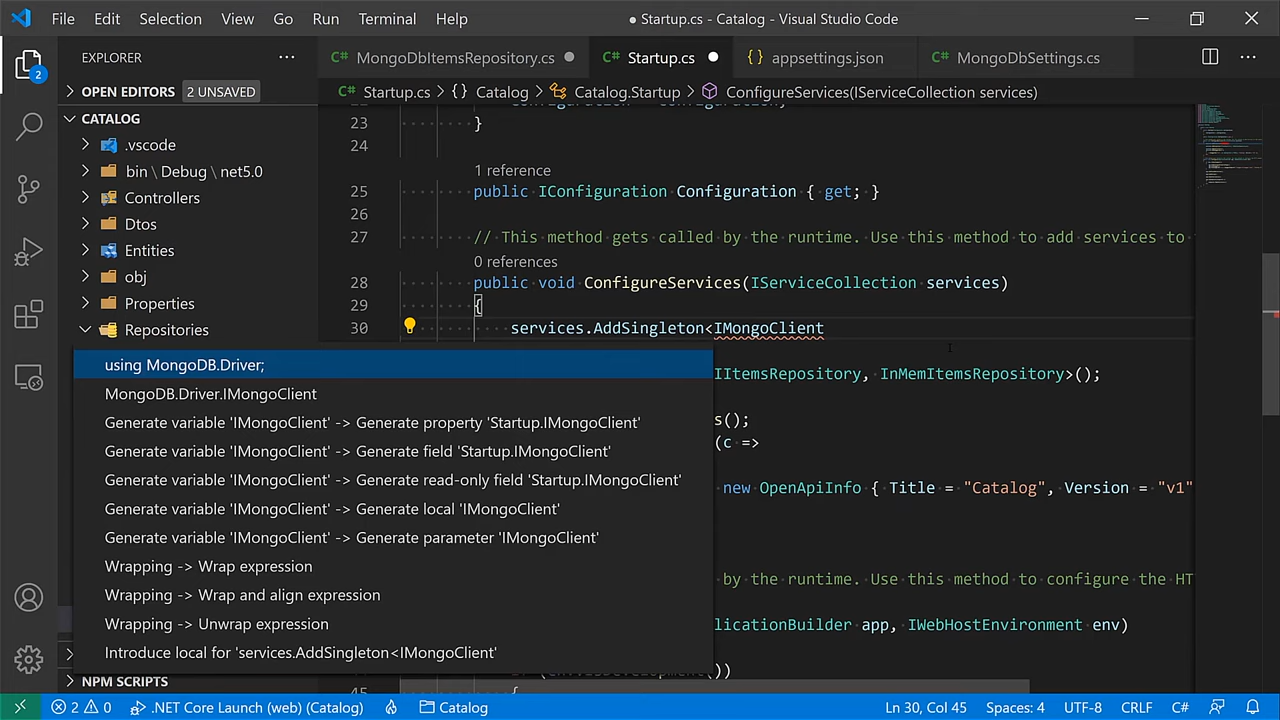 File Edit Selection View Go Run Terminal Help
● Startup.cs - Catalog - Visual Studio Code
EXPLORER
OPEN EDITORS 2 UNSAVED
CATALOG
.vscode
bin \ Debug \ net5.0
Controllers
Dtos
Entities
obj
Properties
Repositories
NPM SCRIPTS
2
C# MongoDbItemsRepository.cs
C# Startup.cs
{} appsettings.json
C# MongoDbSettings.cs
C# Startup.cs > {} Catalog > Catalog.Startup > ConfigureServices(IServiceCollection services)
23 }
24
1 reference
25 public IConfiguration Configuration { get; }
26
27 // This method gets called by the runtime. Use this method to add services to
0 references
28 public void ConfigureServices(IServiceCollection services)
29 {
30 services.AddSingleton<IMongoClient
IItemsRepository, InMemItemsRepository>();
s();
(c =>
new OpenApiInfo { Title = "Catalog", Version = "v1"
by the runtime. Use this method to configure the HT
licationBuilder app, IWebHostEnvironment env)
using MongoDB.Driver;
MongoDB.Driver.IMongoClient
Generate variable 'IMongoClient' -> Generate property 'Startup.IMongoClient'
Generate variable 'IMongoClient' -> Generate field 'Startup.IMongoClient'
Generate variable 'IMongoClient' -> Generate read-only field 'Startup.IMongoClient'
Generate variable 'IMongoClient' -> Generate local 'IMongoClient'
Generate variable 'IMongoClient' -> Generate parameter 'IMongoClient'
Wrapping -> Wrap expression
Wrapping -> Wrap and align expression
Wrapping -> Unwrap expression
Introduce local for 'services.AddSingleton<IMongoClient'
2 0 .NET Core Launch (web) (Catalog) Catalog
Ln 30, Col 45 Spaces: 4 UTF-8 CRLF C#